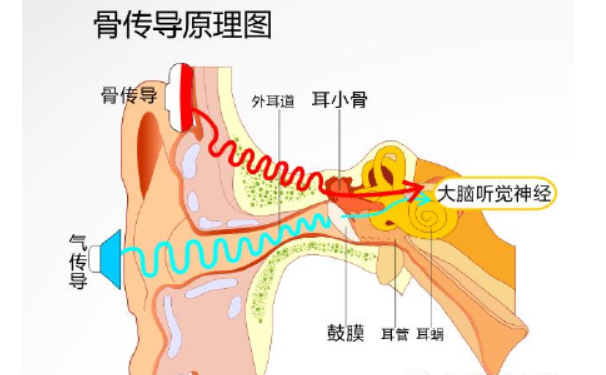 骨传导原理图
骨传导
外耳道
耳小骨
大脑听觉神经
气传导
鼓膜
耳管
耳蜗